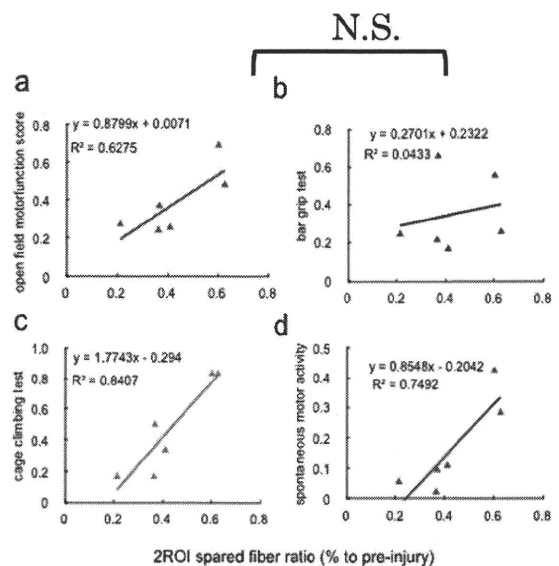 N.S.
a
b
y = 0.8799x + 0.0071
R² = 0.6275
open field motorfunction score
0.8
0.6
0.4
0.2
0
0 0.2 0.4 0.6 0.8
y = 0.2701x + 0.2322
R² = 0.0433
bar grip test
0.8
0.6
0.4
0.2
0
0 0.2 0.4 0.6 0.8
c
d
y = 1.7743x - 0.294
R² = 0.8407
cage climbing test
1.0
0.8
0.6
0.4
0.2
0
0 0.2 0.4 0.6 0.8
y = 0.8548x - 0.2042
R² = 0.7492
spontaneous motor activity
0.5
0.4
0.3
0.2
0.1
0
0 0.2 0.4 0.6 0.8
2ROI spared fiber ratio (% to pre-injury)